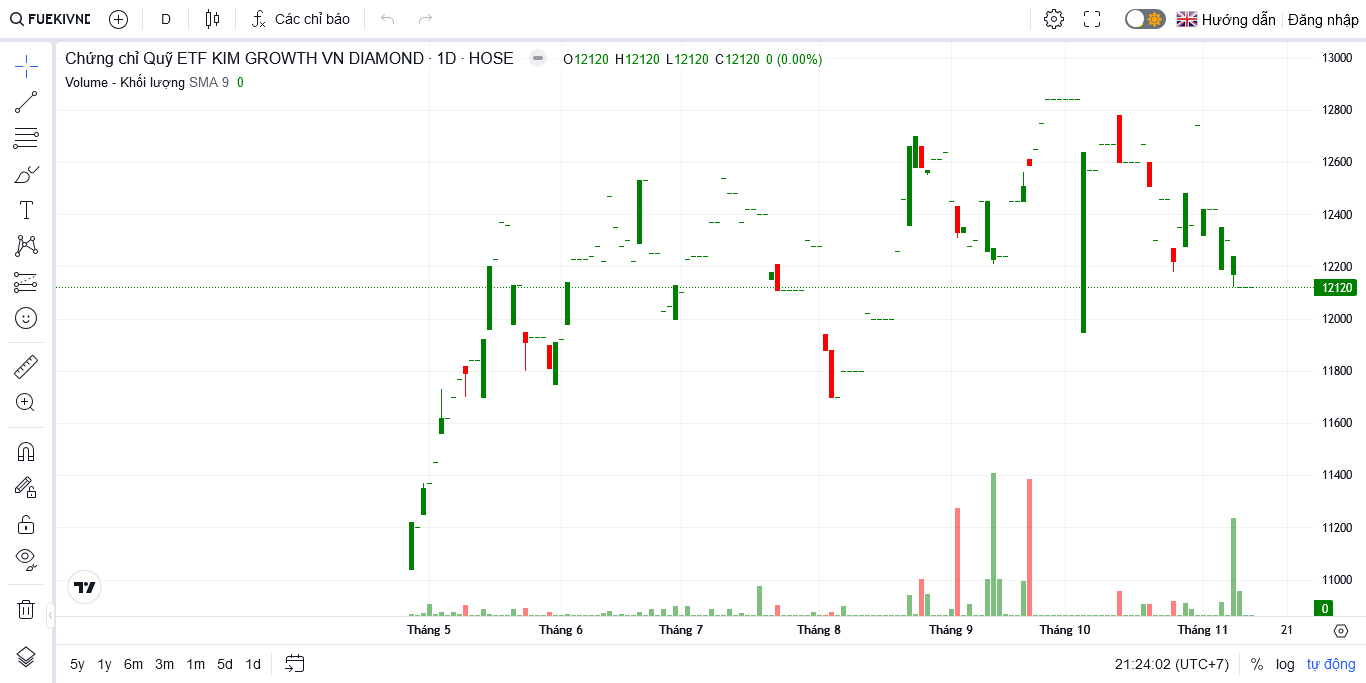 FUEKIVND
D
Các chỉ báo
Hướng dẫn
Đăng nhập
Chứng chỉ Quỹ ETF KIM GROWTH VN DIAMOND · 1D · HOSE
O12120 H12120 L12120 C12120 0 (0.00%)
Volume - Khối lượng SMA 9 0
13000
12800
12600
12400
12200
12120
12000
11800
11600
11400
11200
11000
0
Tháng 5 Tháng 6 Tháng 7 Tháng 8 Tháng 9 Tháng 10 Tháng 11 21
5y 1y 6m 3m 1m 5d 1d
21:24:02 (UTC+7) % log tự động